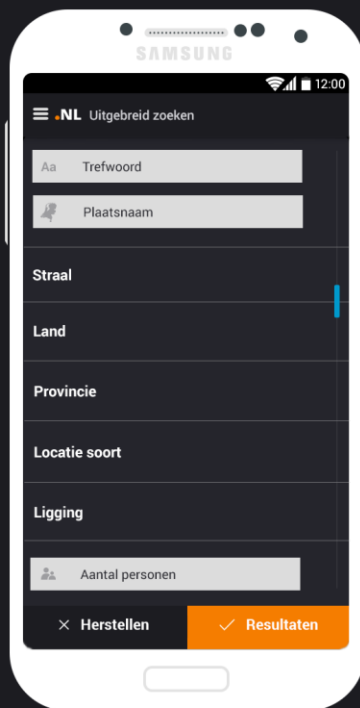 SAMSUNG
12:00
.NL Uitgebreid zoeken
Aa Trefwoord
Plaatsnaam
Straal
Land
Provincie
Locatie soort
Ligging
Aantal personen
Herstellen Resultaten